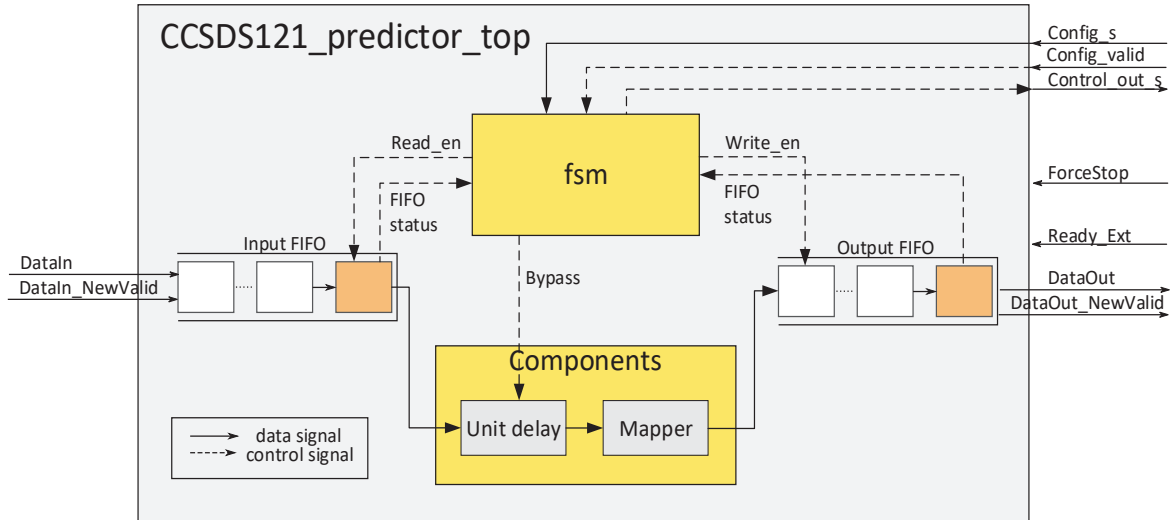 CCSDS121_predictor_top
Config_s
Config_valid
Control_out_s
Read_en
Write_en
fsm
FIFO
status
FIFO
status
ForceStop
Input FIFO
Output FIFO
Ready_Ext
DataIn
DataIn_NewValid
Bypass
DataOut
DataOut_NewValid
Components
Unit delay
Mapper
data signal
control signal